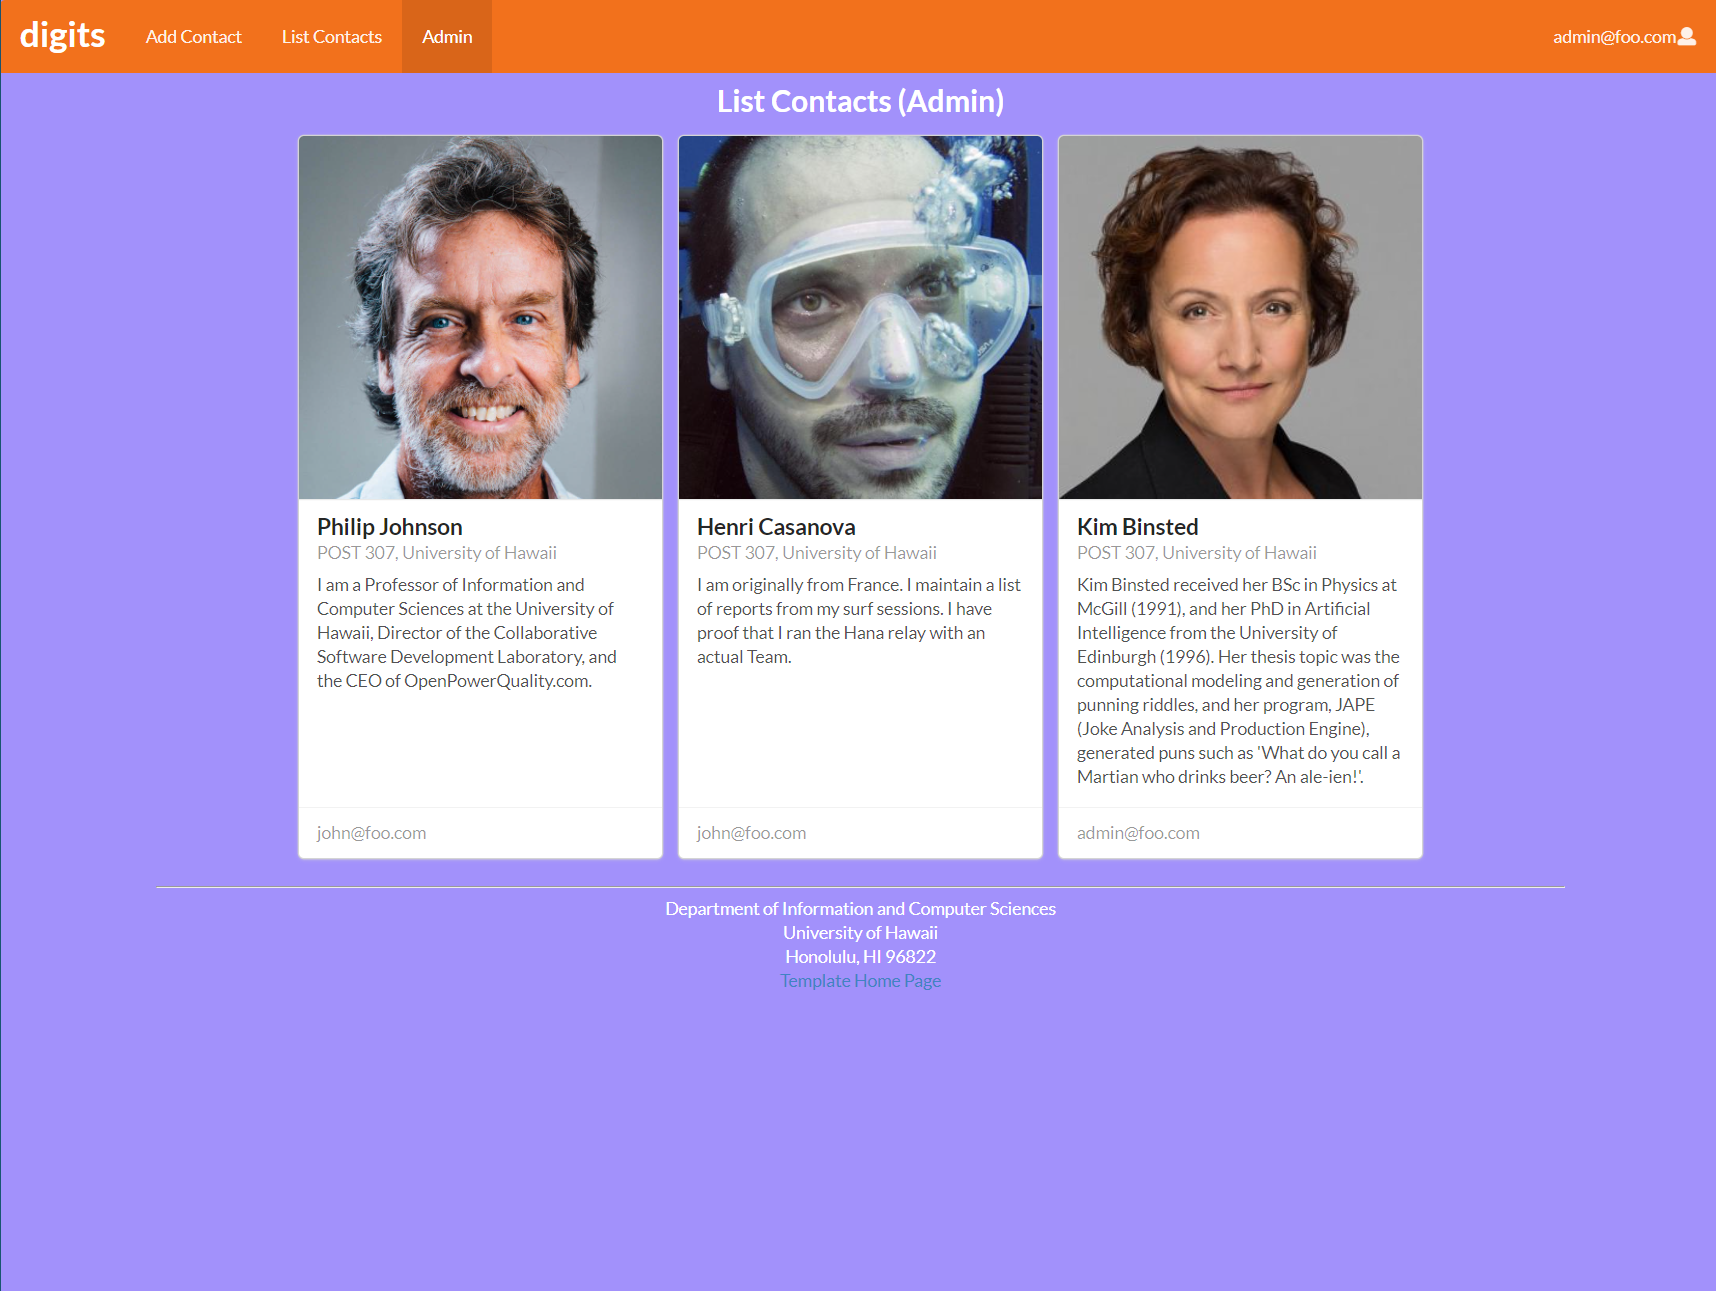 digits
Add Contact
List Contacts
Admin
admin@foo.com
List Contacts (Admin)
Philip Johnson
POST 307, University of Hawaii
I am a Professor of Information and
Computer Sciences at the University of
Hawaii, Director of the Collaborative
Software Development Laboratory, and
the CEO of OpenPowerQuality.com.
john@foo.com
Henri Casanova
POST 307, University of Hawaii
I am originally from France. I maintain a list
of reports from my surf sessions. I have
proof that I ran the Hana relay with an
actual Team.
john@foo.com
Kim Binsted
POST 307, University of Hawaii
Kim Binsted received her BSc in Physics at
McGill (1991), and her PhD in Artificial
Intelligence from the University of
Edinburgh (1996). Her thesis topic was the
computational modeling and generation of
punning riddles, and her program, JAPE
(Joke Analysis and Production Engine),
generated puns such as 'What do you call a
Martian who drinks beer? An ale-ien!'.
admin@foo.com
Department of Information and Computer Sciences
University of Hawaii
Honolulu, HI 96822
Template Home Page